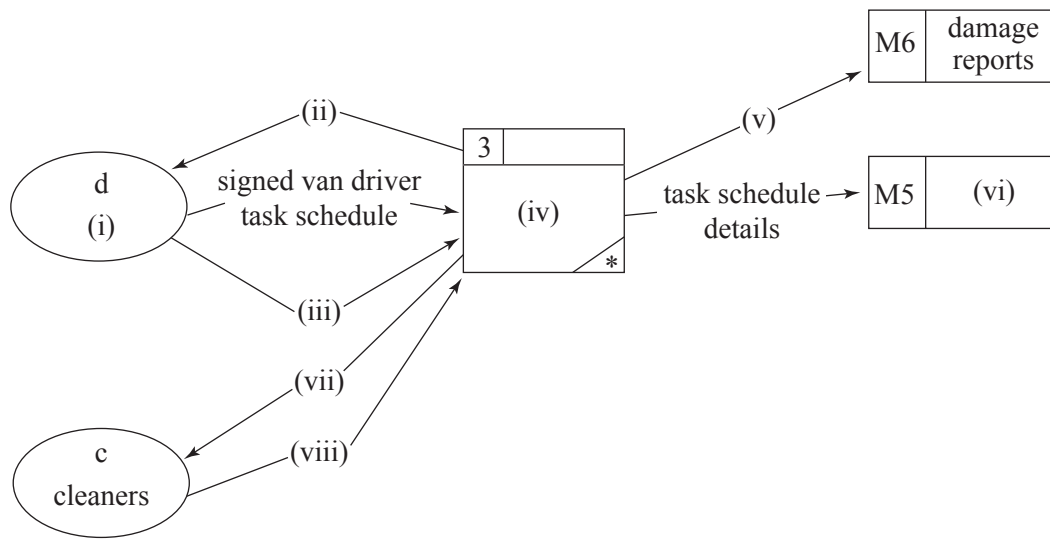 M6
damage
reports
(ii)
(v)
3
d
(i)
signed van driver
task schedule
(iv)
task schedule
details
M5
(vi)
*
(iii)
(vii)
(viii)
c
cleaners